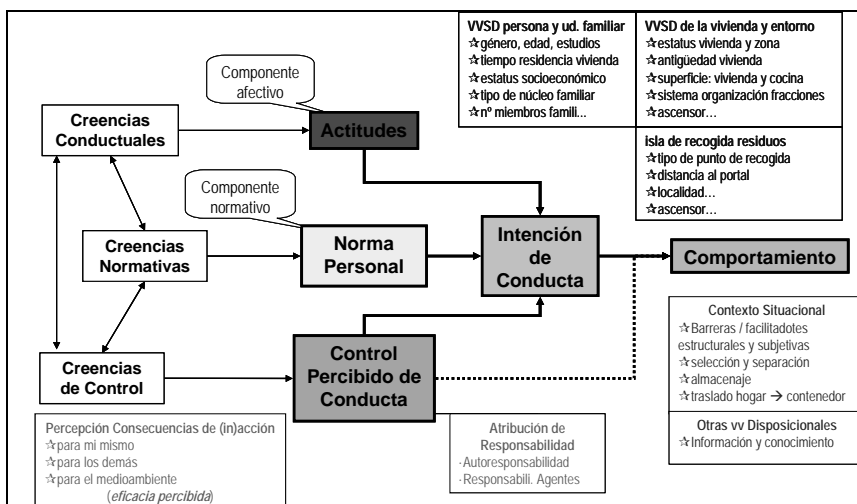 VVSD persona y ud. familiar
☆género, edad, estudios
☆tiempo residencia vivienda
☆estatus socioeconómico
☆tipo de núcleo familiar
☆nº miembros famili...
VVSD de la vivienda y entorno
☆estatus vivienda y zona
☆antigüedad vivienda
☆superficie: vivienda y cocina
☆sistema organización fracciones
☆ascensor...
isla de recogida residuos
☆tipo de punto de recogida
☆distancia al portal
☆localidad...
☆ascensor...
Componente
afectivo
Creencias
Conductuales
Actitudes
Componente
normativo
Creencias
Normativas
Norma
Personal
Intención
de
Conducta
Comportamiento
Creencias
de Control
Control
Percibido de
Conducta
Contexto Situacional
☆Barreras / facilitadotes
estructurales y subjetivas
☆selección y separación
☆almacenaje
☆traslado hogar → contenedor
Otras vv Disposicionales
☆Información y conocimiento
Percepción Consecuencias de (in)acción
☆para mi mismo
☆para los demás
☆para el medioambiente
(eficacia percibida)
Atribución de
Responsabilidad
·Autoresponsabilidad
·Responsabili. Agentes